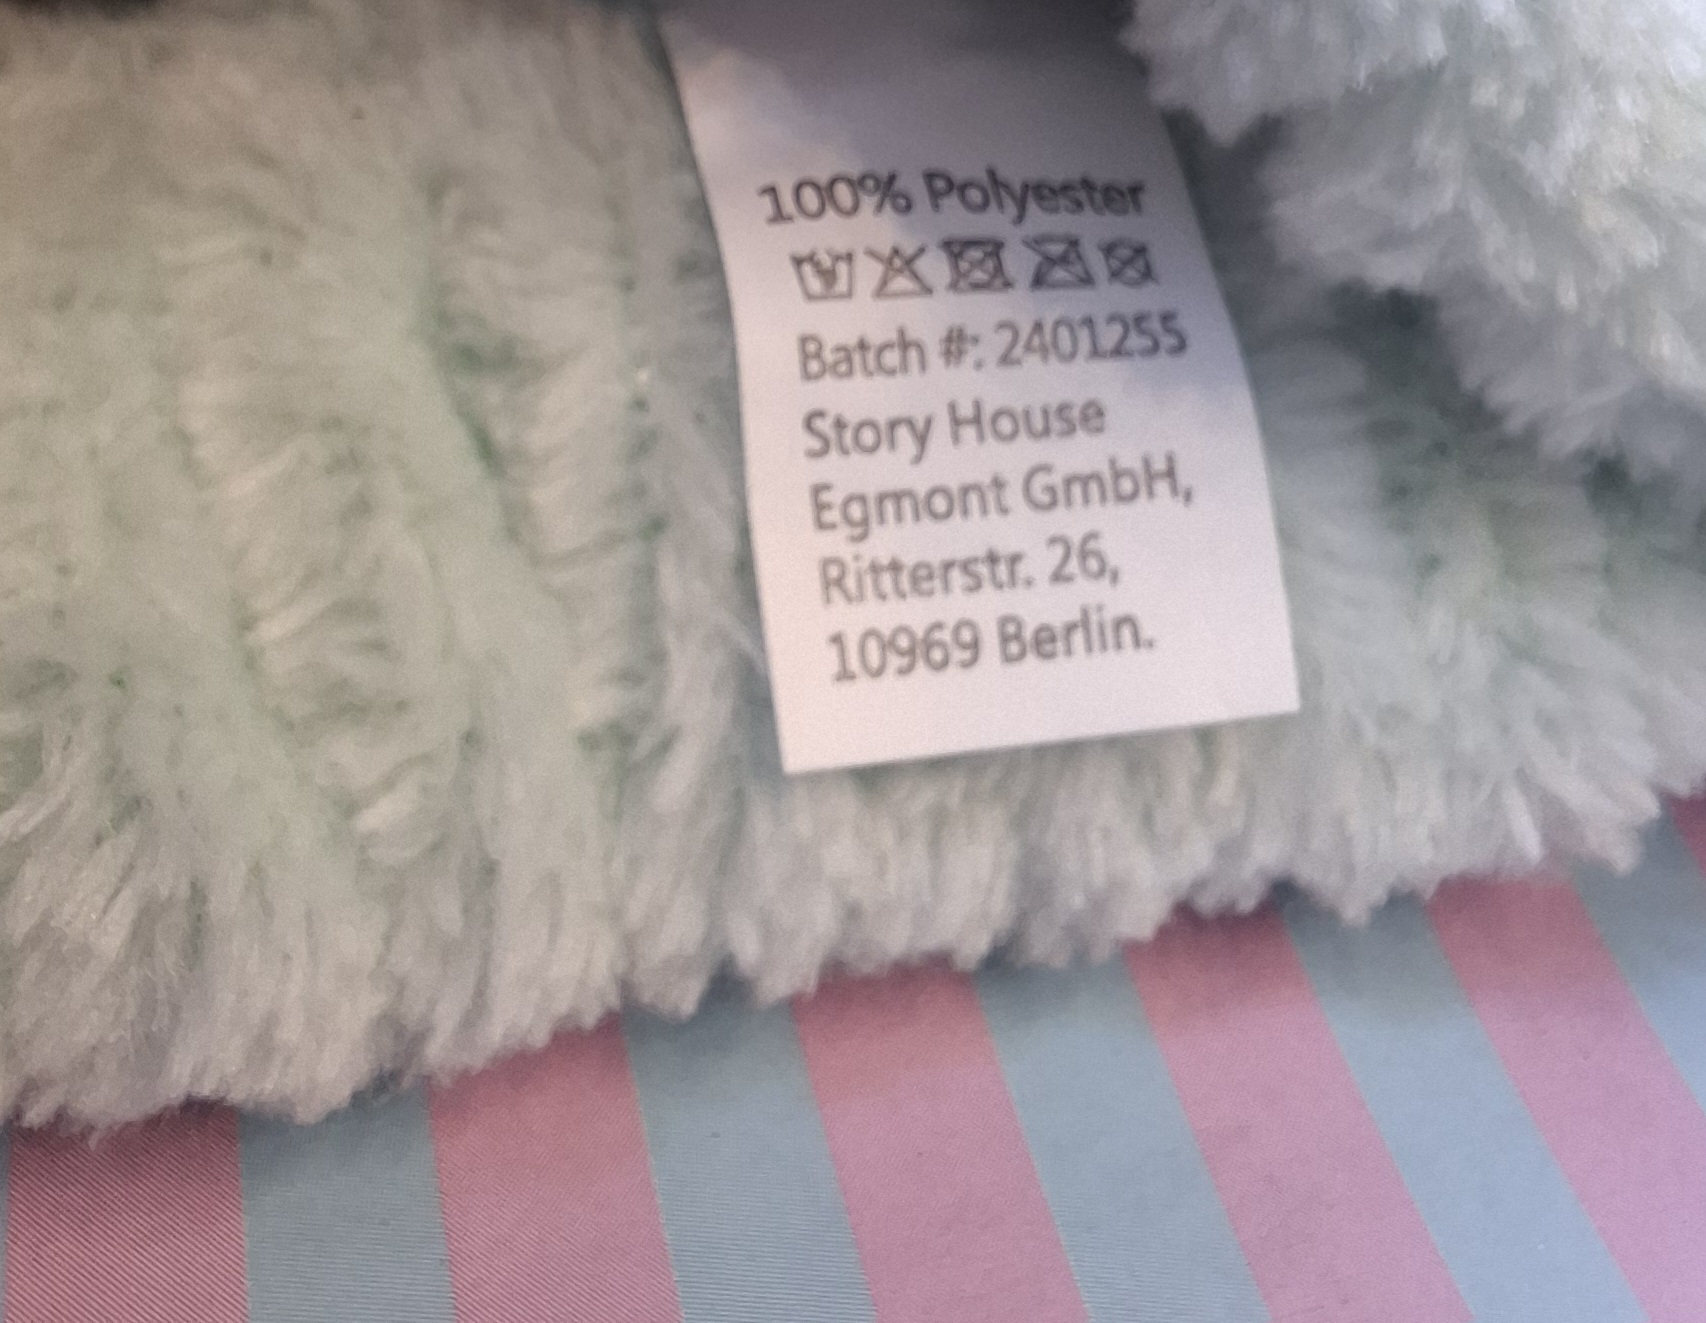 100% Polyester
Batch #: 2401255
Story House
Egmont GmbH,
Ritterstr. 26,
10969 Berlin.